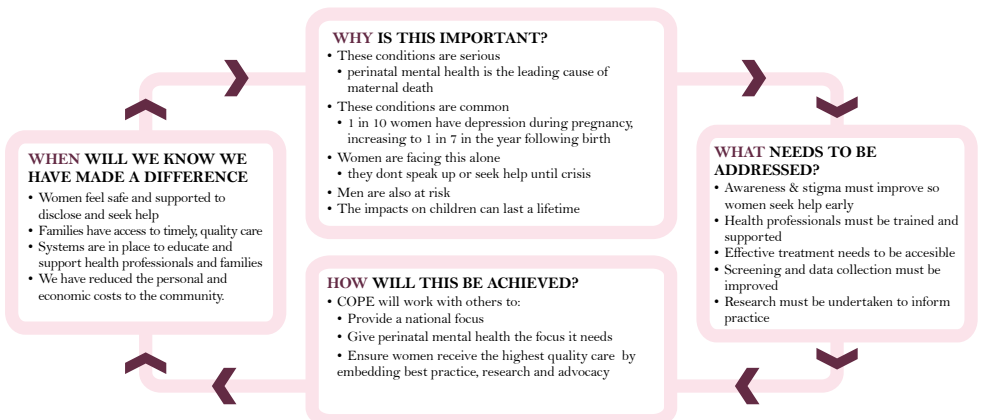 WHY IS THIS IMPORTANT?
• These conditions are serious
• perinatal mental health is the leading cause of
maternal death
• These conditions are common
• 1 in 10 women have depression during pregnancy,
increasing to 1 in 7 in the year following birth
• Women are facing this alone
• they dont speak up or seek help until crisis
• Men are also at risk
• The impacts on children can last a lifetime
WHAT NEEDS TO BE
ADDRESSED?
• Awareness & stigma must improve so
women seek help early
• Health professionals must be trained and
supported
• Effective treatment needs to be accesible
• Screening and data collection must be
improved
• Research must be undertaken to inform
practice
HOW WILL THIS BE ACHIEVED?
• COPE will work with others to:
• Provide a national focus
• Give perinatal mental health the focus it needs
• Ensure women receive the highest quality care by
embedding best practice, research and advocacy
WHEN WILL WE KNOW WE
HAVE MADE A DIFFERENCE
• Women feel safe and supported to
disclose and seek help
• Families have access to timely, quality care
• Systems are in place to educate and
support health professionals and families
• We have reduced the personal and
economic costs to the community.